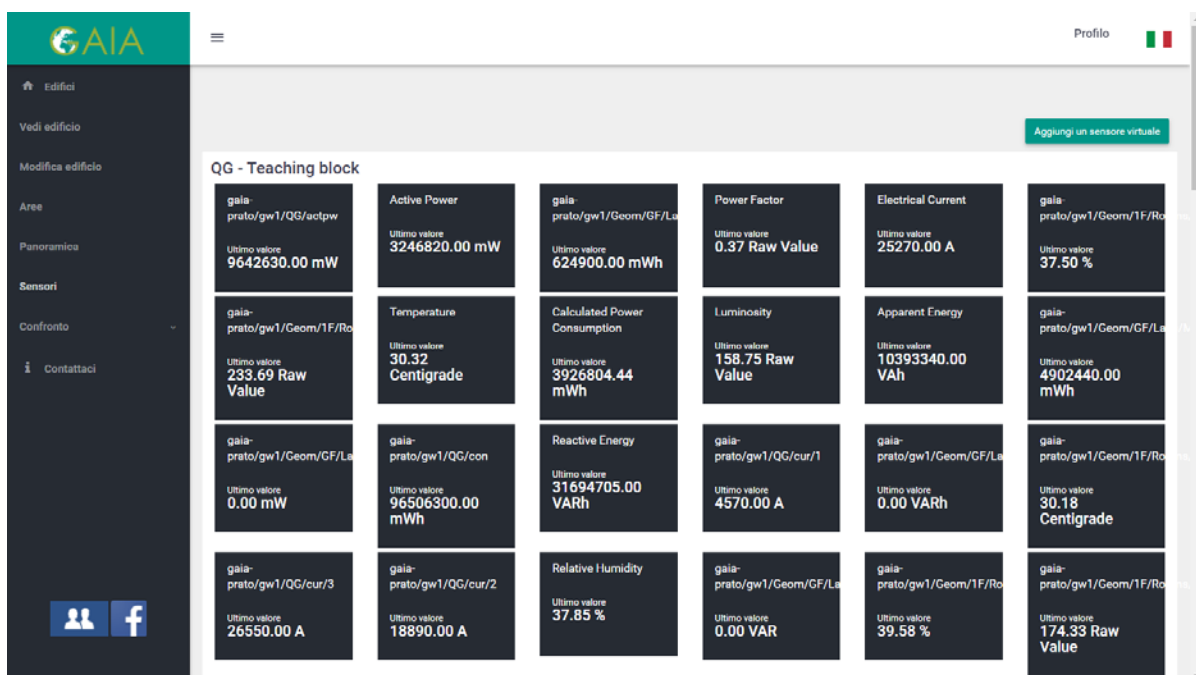 GAIA
Profilo
Edifici
Vedi edificio
Modifica edificio
Aree
Panoramica
Sensori
Confronto
Contattaci
Aggiungi un sensore virtuale
QG - Teaching block
gaia-
prato/gw1/QG/actpw
Ultimo valore
9642630.00 mW
Active Power
Ultimo valore
3246820.00 mW
gaia-
prato/gw1/Geom/GF/La
Ultimo valore
624900.00 mWh
Power Factor
Ultimo valore
0.37 Raw Value
Electrical Current
Ultimo valore
25270.00 A
gaia-
prato/gw1/Geom/1F/Ro
Ultimo valore
37.50 %
gaia-
prato/gw1/Geom/1F/Ro
Ultimo valore
233.69 Raw
Value
Temperature
Ultimo valore
30.32
Centigrade
Calculated Power
Consumption
Ultimo valore
3926804.44
mWh
Luminosity
Ultimo valore
158.75 Raw
Value
Apparent Energy
Ultimo valore
10393340.00
VAh
gaia-
prato/gw1/Geom/GF/La
Ultimo valore
4902440.00
mWh
gaia-
prato/gw1/Geom/GF/La
Ultimo valore
0.00 mW
gaia-
prato/gw1/QG/con
Ultimo valore
96506300.00
mWh
Reactive Energy
Ultimo valore
31694705.00
VARh
gaia-
prato/gw1/QG/cur/1
Ultimo valore
4570.00 A
gaia-
prato/gw1/Geom/GF/La
Ultimo valore
0.00 VARh
gaia-
prato/gw1/Geom/1F/Ro
Ultimo valore
30.18
Centigrade
gaia-
prato/gw1/QG/cur/3
Ultimo valore
26550.00 A
gaia-
prato/gw1/QG/cur/2
Ultimo valore
18890.00 A
Relative Humidity
Ultimo valore
37.85 %
gaia-
prato/gw1/Geom/GF/La
Ultimo valore
0.00 VAR
gaia-
prato/gw1/Geom/1F/Ro
Ultimo valore
39.58 %
gaia-
prato/gw1/Geom/1F/Ro
Ultimo valore
174.33 Raw
Value